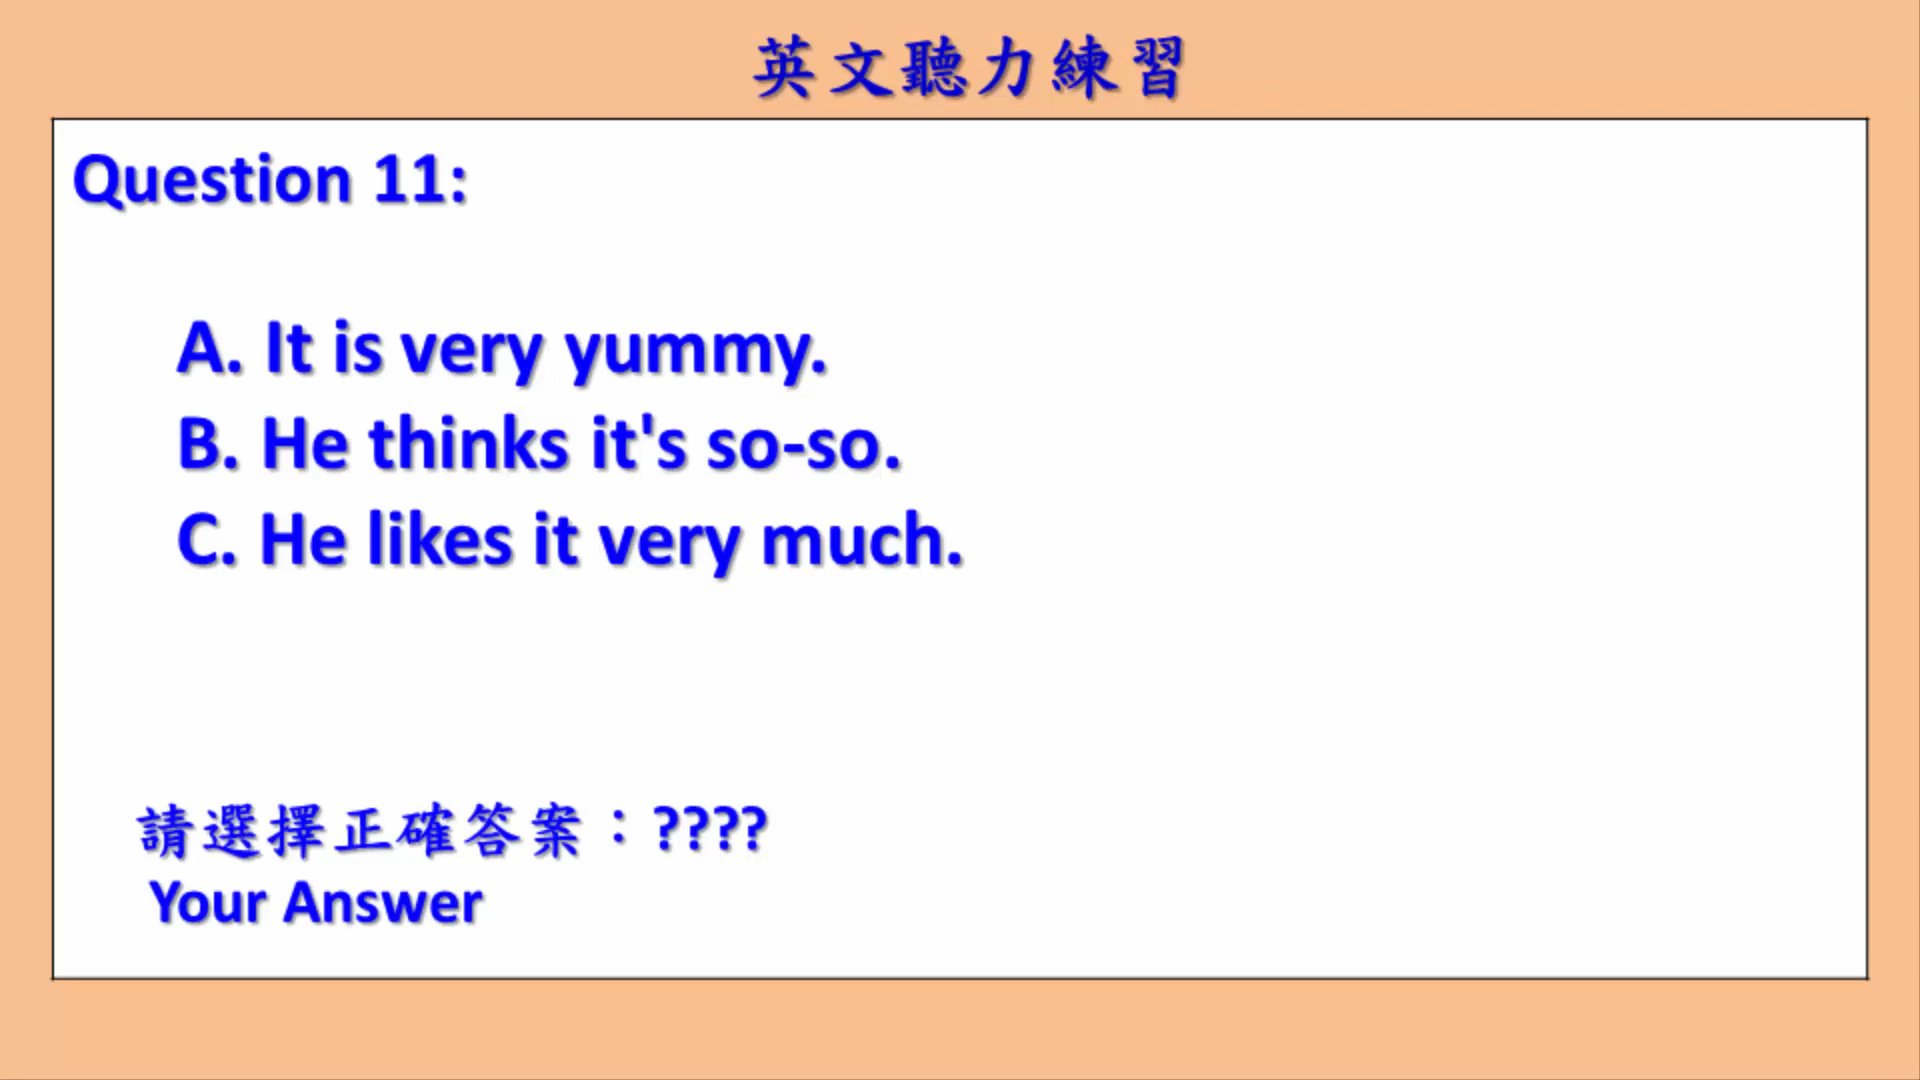 英文聽力練習
Question 11:
A. It is very yummy.
B. He thinks it's so-so.
C. He likes it very much.
請選擇正確答案：????
Your Answer